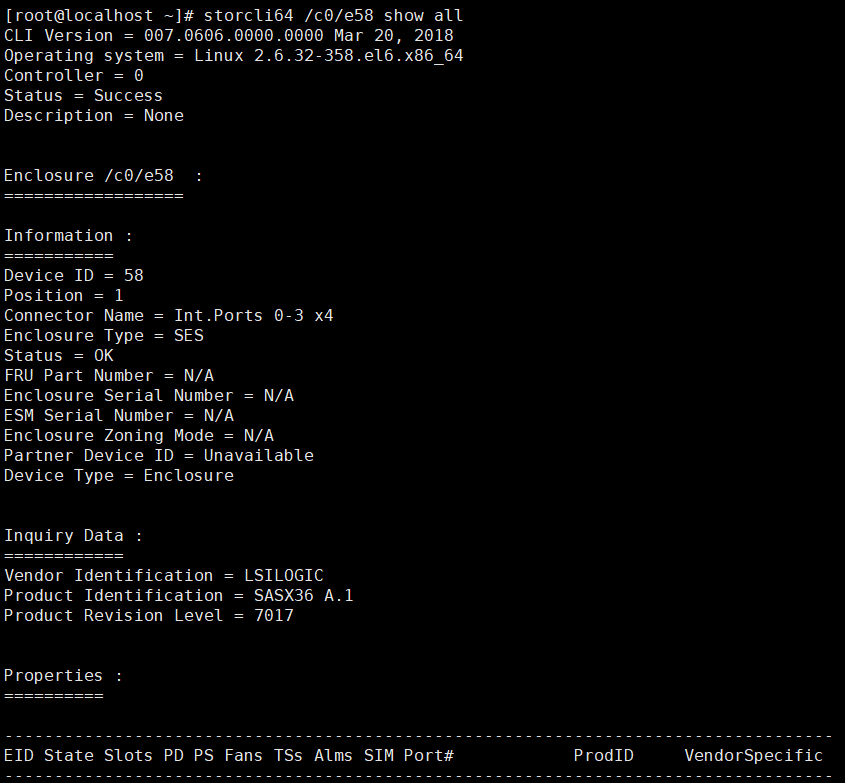 [root@localhost ~]# storcli64 /c0/e58 show all
CLI Version = 007.0606.0000.0000 Mar 20, 2018
Operating system = Linux 2.6.32-358.el6.x86_64
Controller = 0
Status = Success
Description = None
Enclosure /c0/e58  :
==================
Information :
===========
Device ID = 58
Position = 1
Connector Name = Int.Ports 0-3 x4
Enclosure Type = SES
Status = OK
FRU Part Number = N/A
Enclosure Serial Number = N/A
ESM Serial Number = N/A
Enclosure Zoning Mode = N/A
Partner Device ID = Unavailable
Device Type = Enclosure
Inquiry Data :
============
Vendor Identification = LSILOGIC
Product Identification = SASX36 A.1
Product Revision Level = 7017
Properties :
==========
-----------------------------------------------------------------------------------
EID State Slots PD PS Fans TSs Alms SIM Port#            ProdID     VendorSpecific
-----------------------------------------------------------------------------------